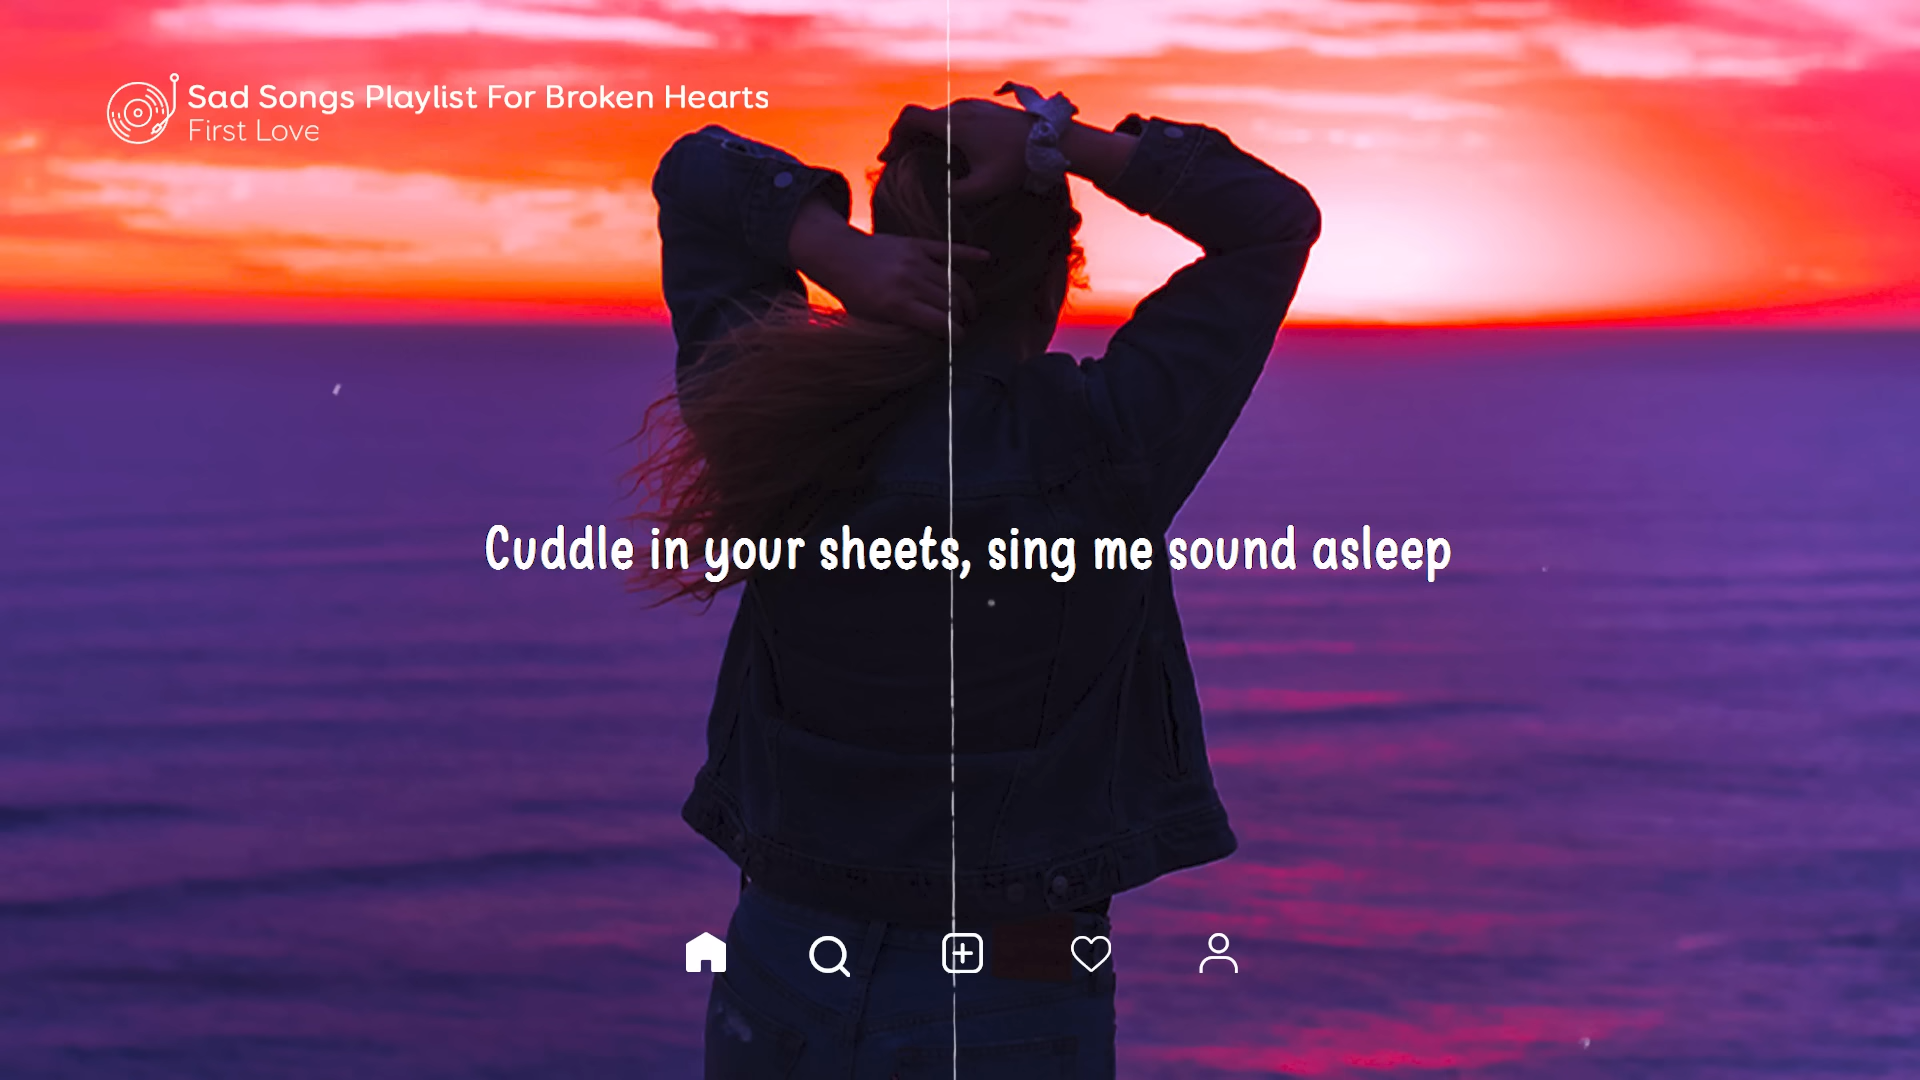 Sad Songs Playlist For Broken Hearts
First Love
Cuddle in your sheets, sing me sound asleep